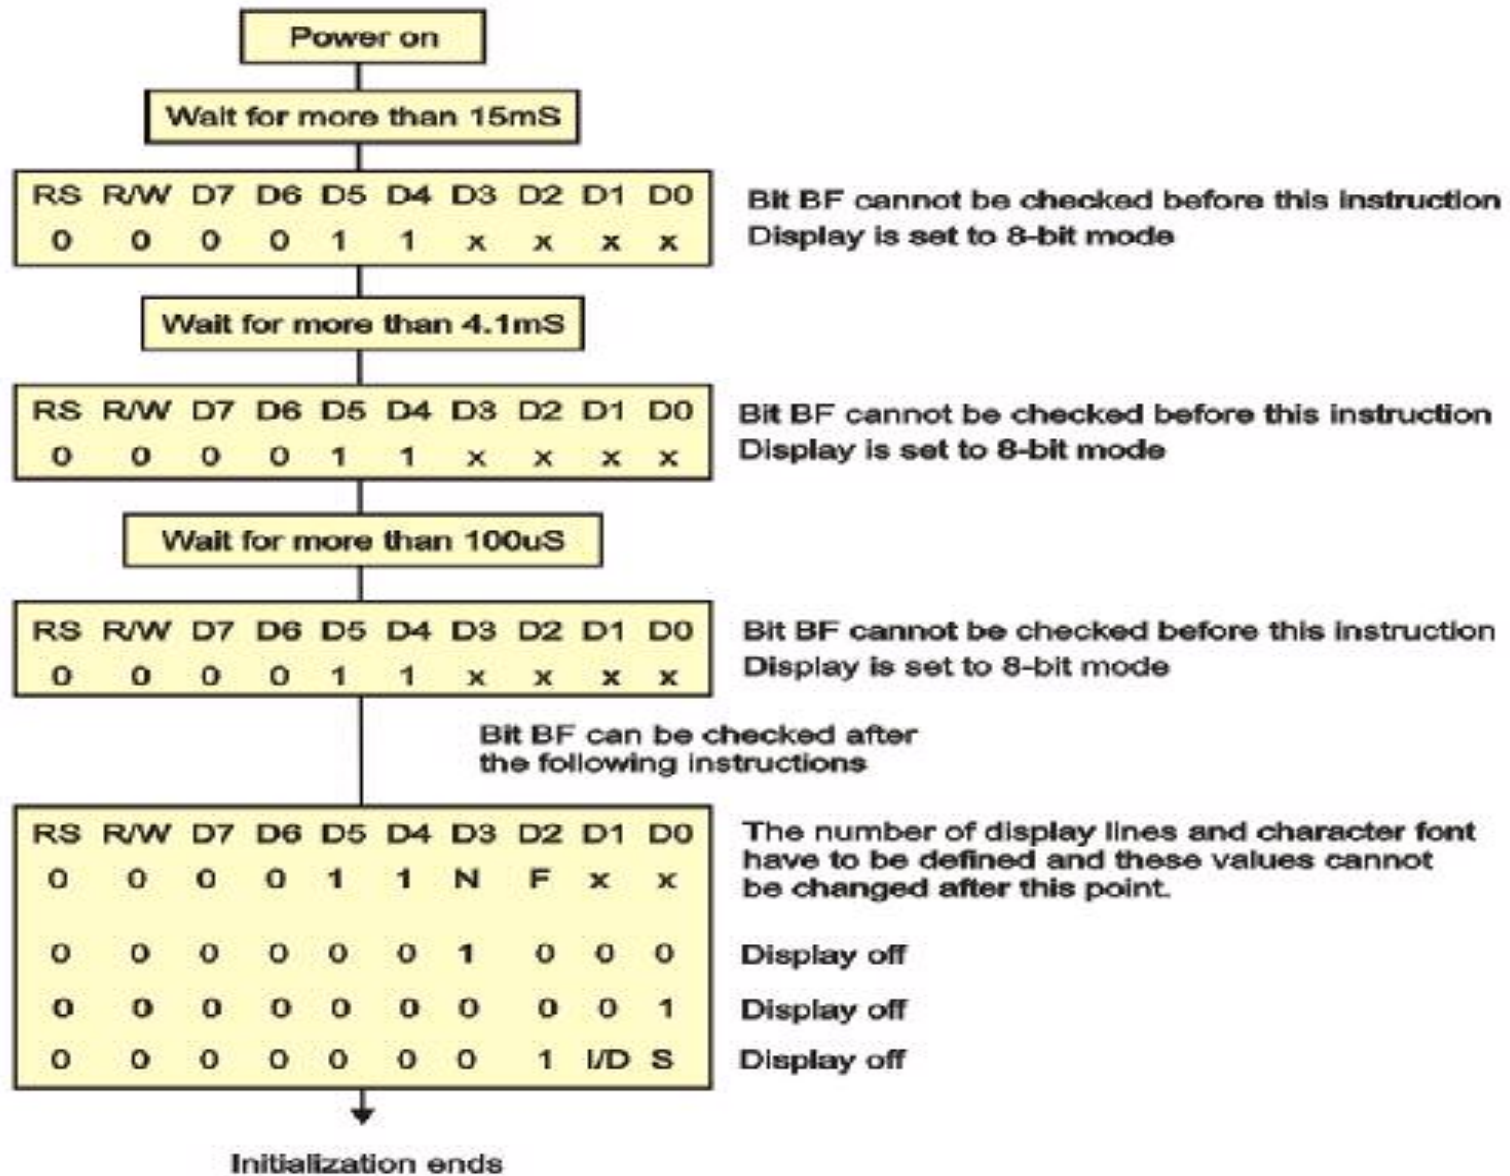 Power on
Wait for more than 15mS
RS R/W D7 D6 D5 D4 D3 D2 D1 D0
0 0 0 0 1 1 x x x x
Bit BF cannot be checked before this instruction
Display is set to 8-bit mode
Wait for more than 4.1mS
RS R/W D7 D6 D5 D4 D3 D2 D1 D0
0 0 0 0 1 1 x x x x
Bit BF cannot be checked before this instruction
Display is set to 8-bit mode
Wait for more than 100uS
RS R/W D7 D6 D5 D4 D3 D2 D1 D0
0 0 0 0 1 1 x x x x
Bit BF cannot be checked before this instruction
Display is set to 8-bit mode
Bit BF can be checked after
the following instructions
RS R/W D7 D6 D5 D4 D3 D2 D1 D0
0 0 0 0 1 1 N F x x
The number of display lines and character font
have to be defined and these values cannot
be changed after this point.
0 0 0 0 0 0 1 0 0 0
Display off
0 0 0 0 0 0 0 0 0 1
Display off
0 0 0 0 0 0 0 1 I/D S
Display off
Initialization ends